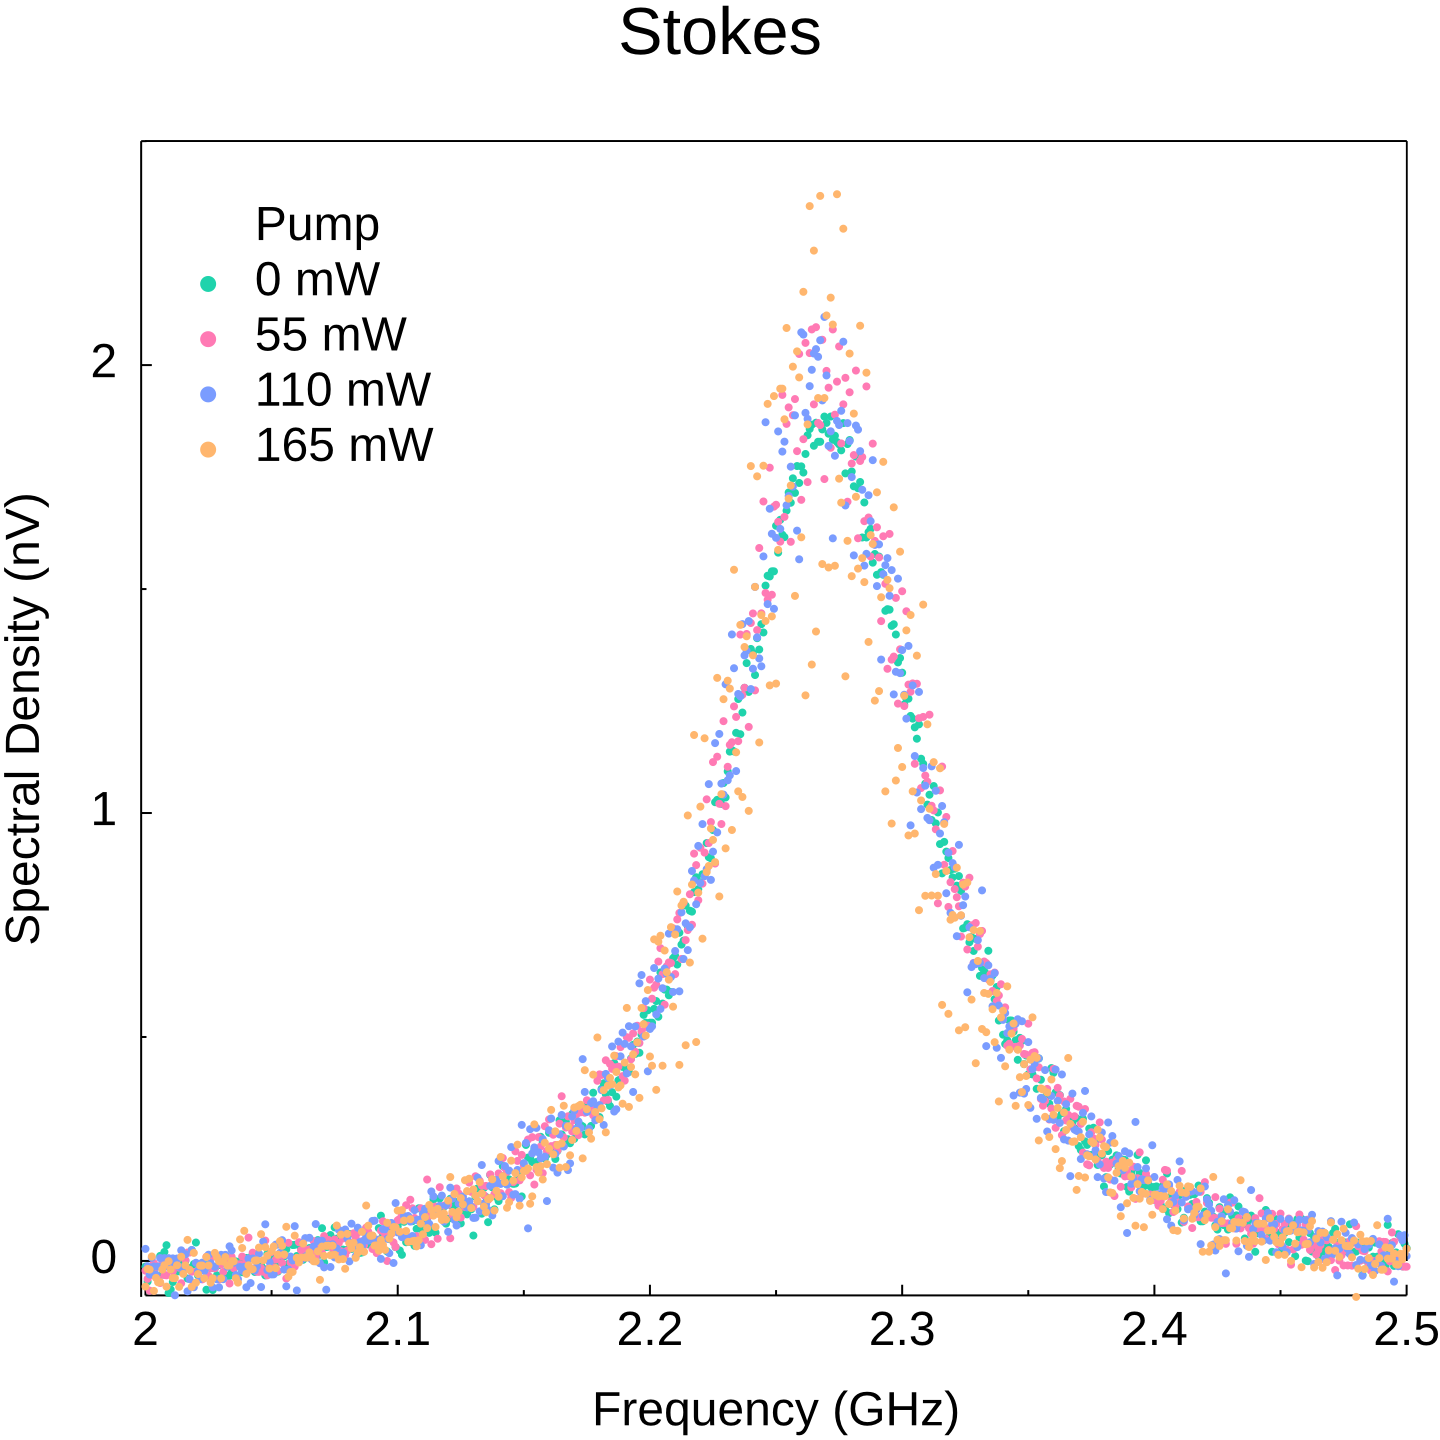 Stokes
Pump
0 mW
55 mW
110 mW
165 mW
2
1
0
Spectral Density (nV)
2
2.1
2.2
2.3
2.4
2.5
Frequency (GHz)